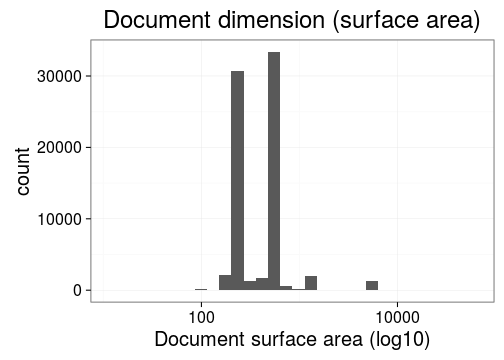 Document dimension (surface area)
30000
20000
10000
0
count
100
10000
Document surface area (log10)